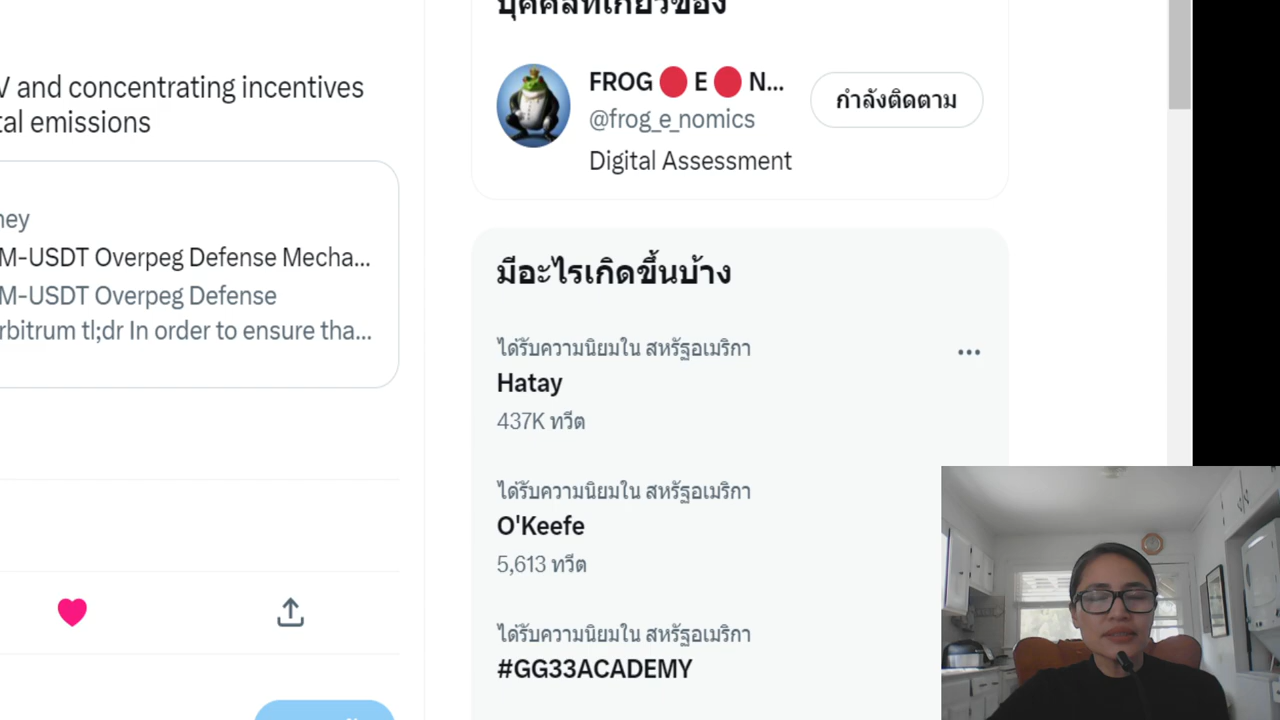 V and concentrating incentives
tal emissions
ney
M-USDT Overpeg Defense Mecha...
M-USDT Overpeg Defense
rbitrum tl;dr In order to ensure tha...
บุคคลที่เกี่ยวข้อง
FROG 🔴 E 🔴 N...
@frog_e_nomics
กำลังติดตาม
Digital Assessment
มีอะไรเกิดขึ้นบ้าง
ได้รับความนิยมใน สหรัฐอเมริกา
Hatay
437K ทวีต
ได้รับความนิยมใน สหรัฐอเมริกา
O'Keefe
5,613 ทวีต
ได้รับความนิยมใน สหรัฐอเมริกา
#GG33ACADEMY